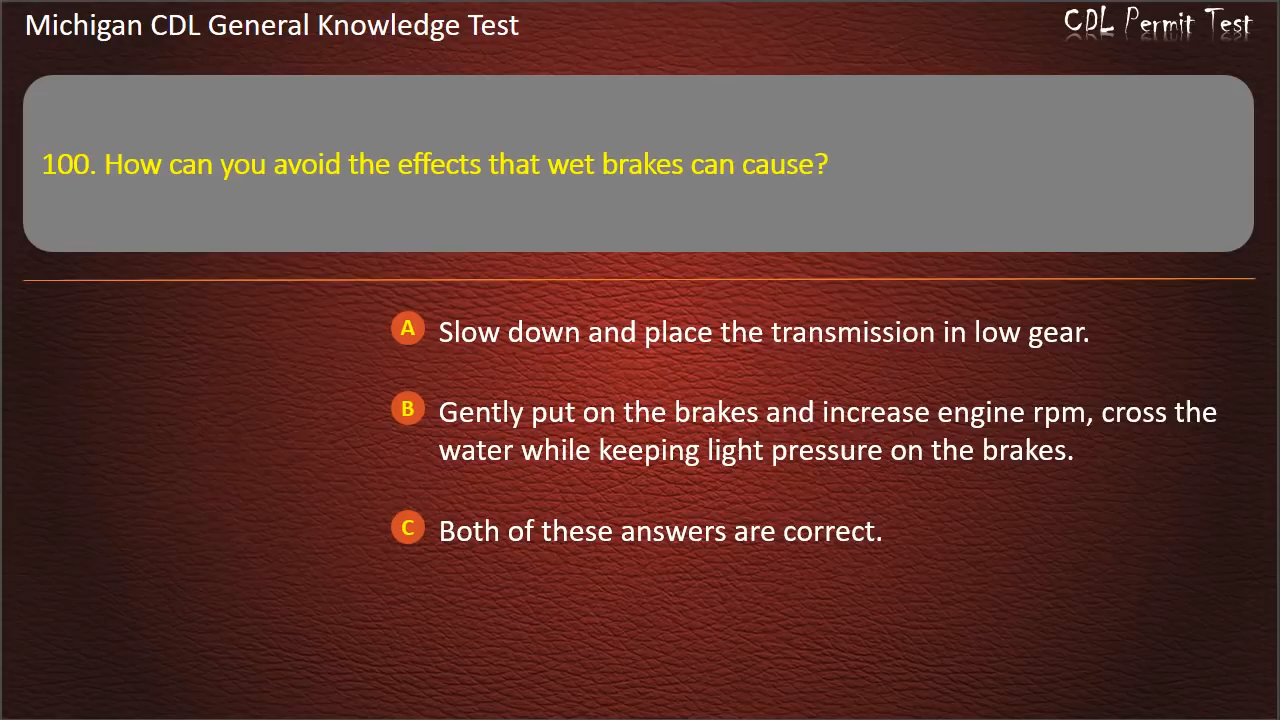 Michigan CDL General Knowledge Test
CDL Permit Test
100. How can you avoid the effects that wet brakes can cause?
A Slow down and place the transmission in low gear.
B Gently put on the brakes and increase engine rpm, cross the
water while keeping light pressure on the brakes.
C Both of these answers are correct.